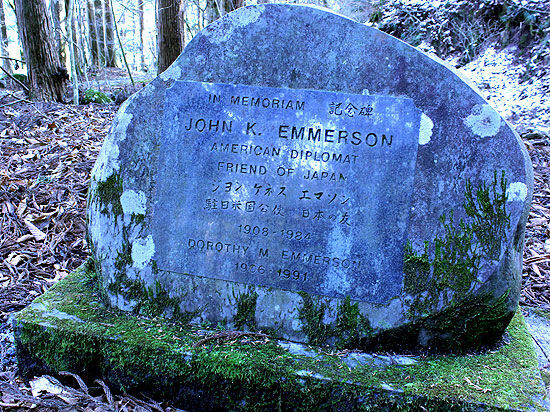 IN MEMORIAM 記念碑
JOHN K. EMMERSON
AMERICAN DIPLOMAT
FRIEND OF JAPAN
ジョン ケネス エマソン
駐日米国公使 日本の友
1908-1984
DOROTHY M. EMMERSON
1991